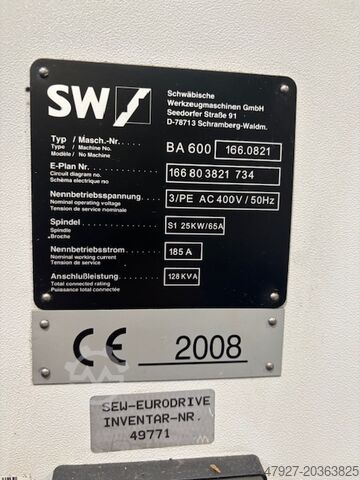 SW
Schwäbische
Werkzeugmaschinen GmbH
Seedorfer Straße 91
D-78713 Schramberg-Waldm.
Typ / Masch.-Nr.
Type / Machine No.
Modèle / No Machine
BA 600 166.0821
E-Plan Nr.
Circuit diagram no.
Schéma electrique no
166 80 3821 734
Nennbetriebsspannung
Nominal operating voltage
Tension de service nominale
3/PE AC 400V / 50Hz
Spindel
Spindle
Broche
S1 25KW/65A
Nennbetriebsstrom
Nominal working current
Tension de service
185 A
Anschlußleistung
Total connected rating
Puissance total connectée
128 KVA
CE 2008
SEW-EURODRIVE
INVENTAR-NR.
49771
47927-20363825